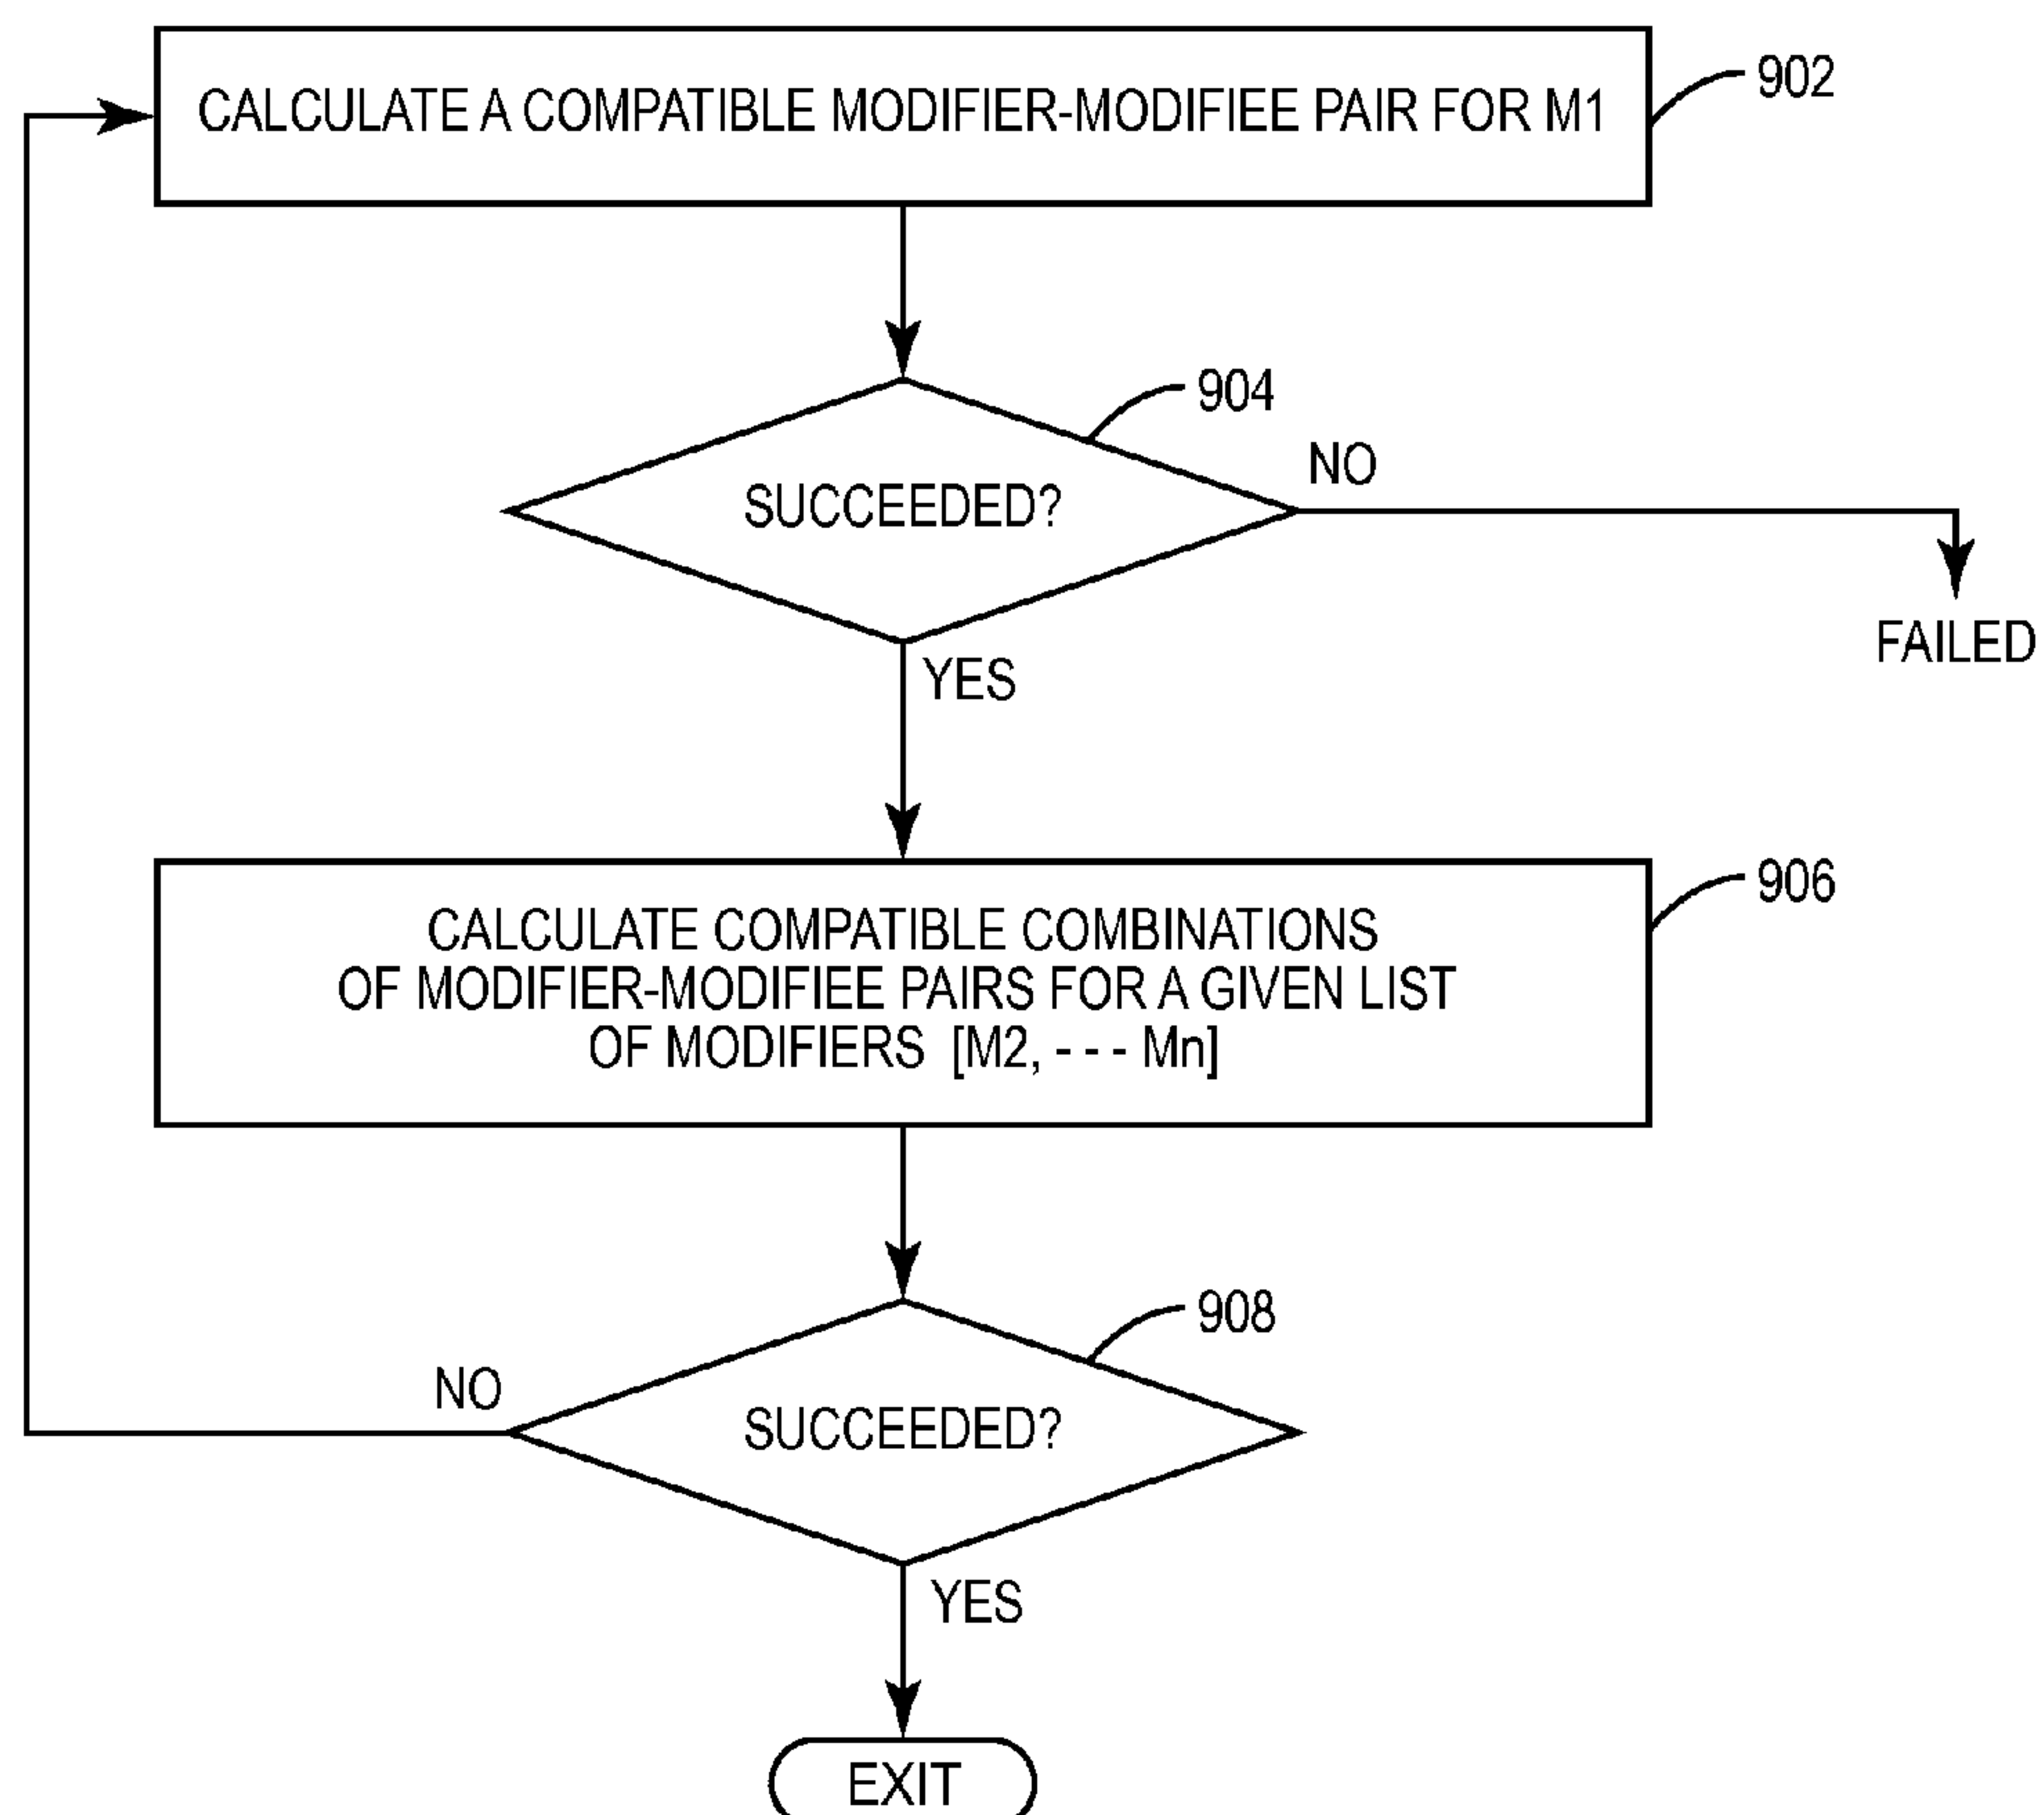 CALCULATE A COMPATIBLE MODIFIER-MODIFIEE PAIR FOR M1
902
904
SUCCEEDED?
NO
FAILED
YES
906
CALCULATE COMPATIBLE COMBINATIONS
OF MODIFIER-MODIFIEE PAIRS FOR A GIVEN LIST
OF MODIFIERS [M2, - - - Mn]
908
NO
SUCCEEDED?
YES
EXIT